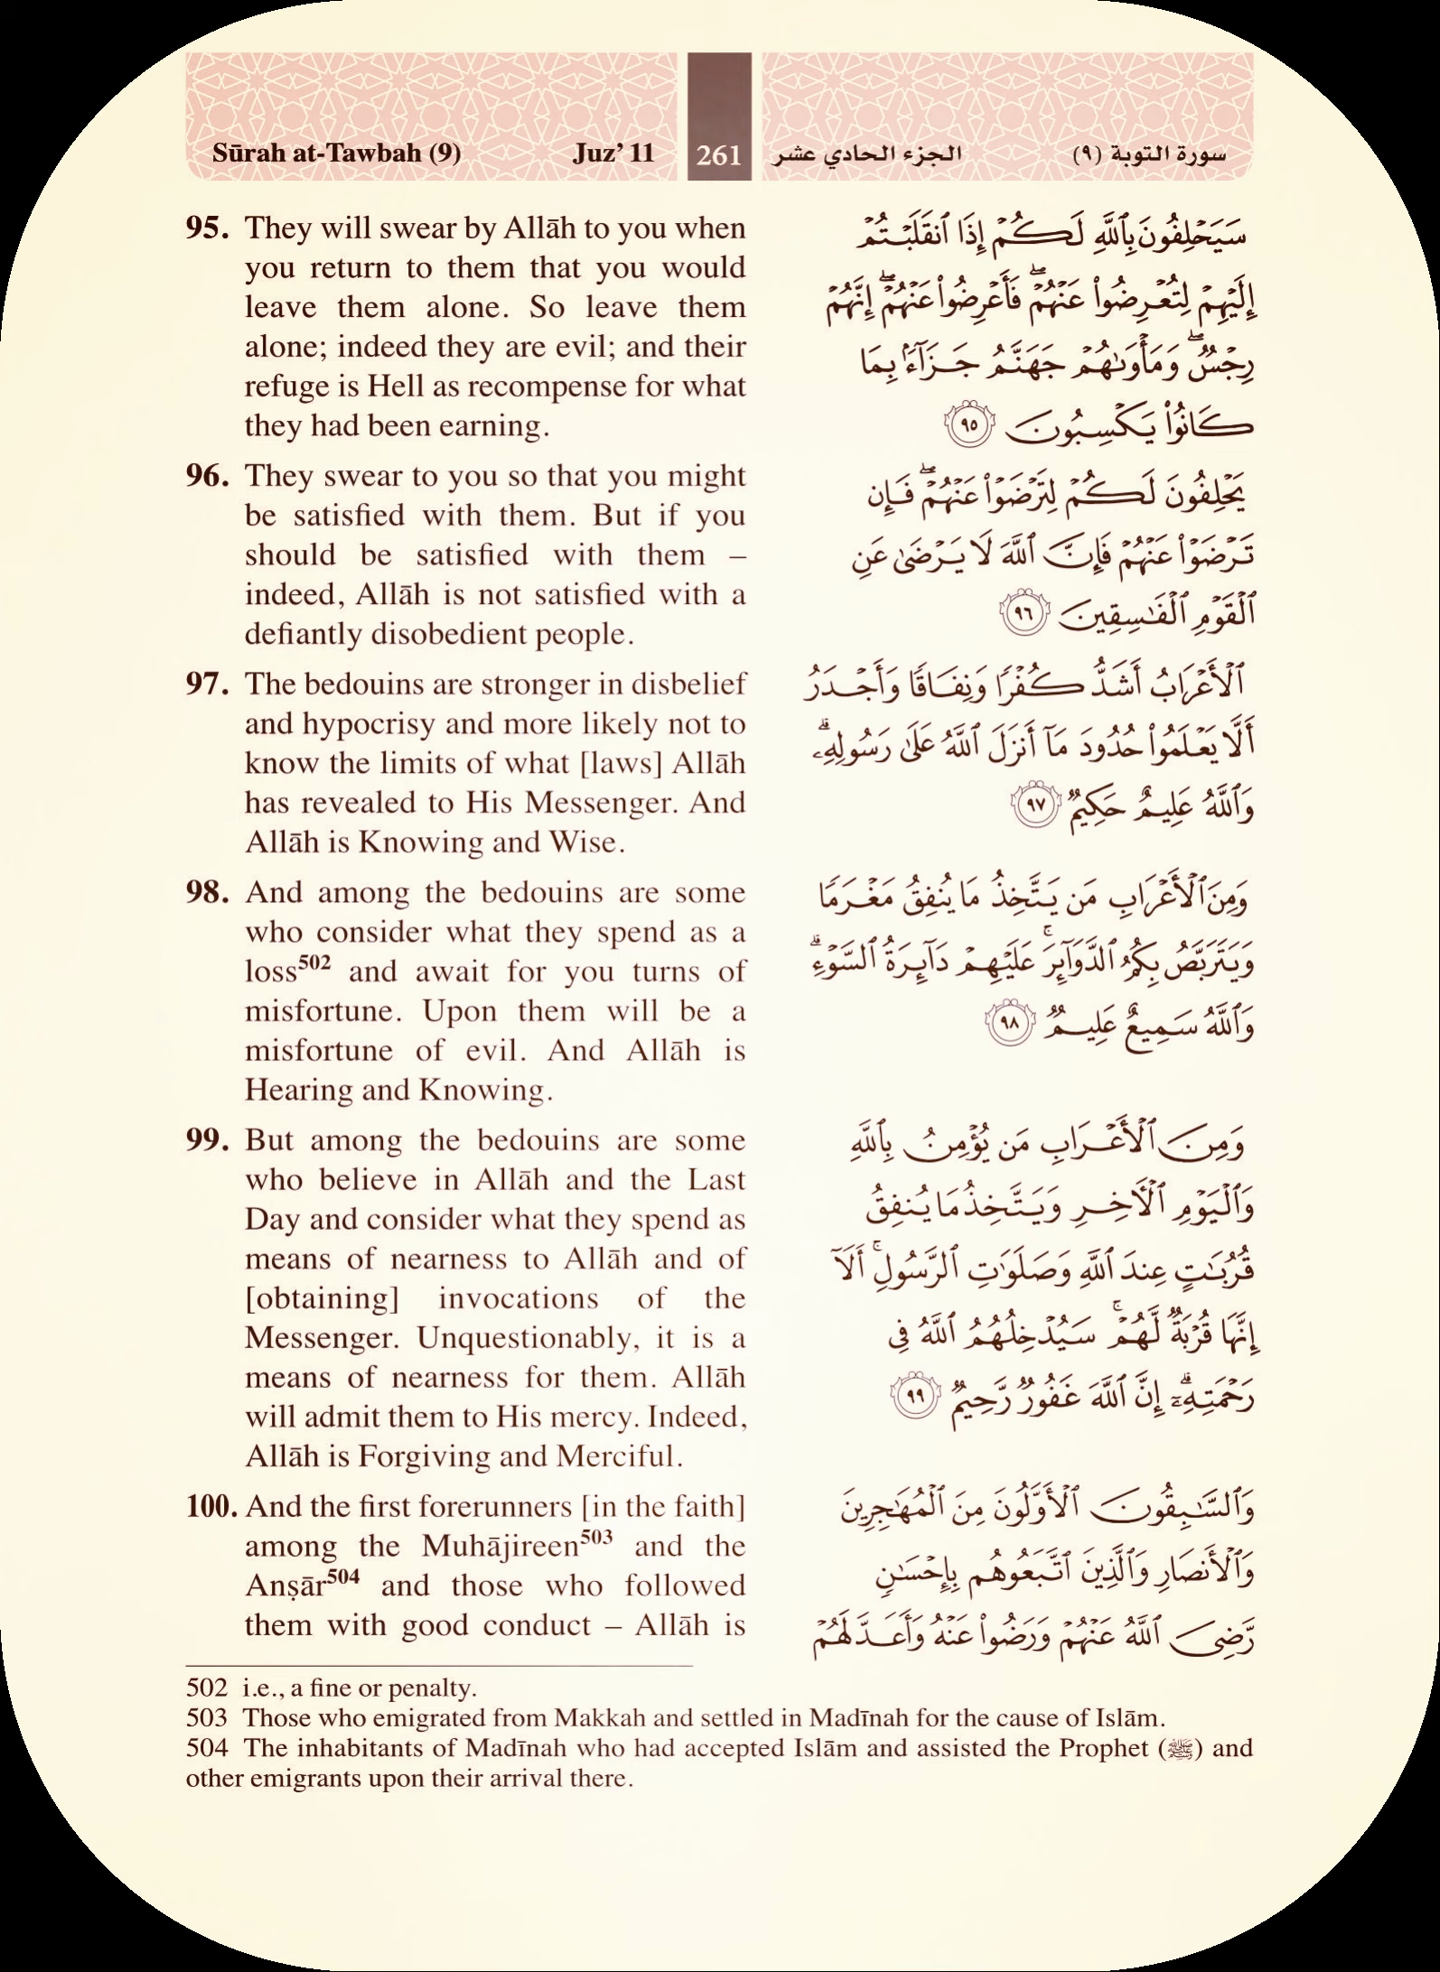 Sūrah at-Tawbah (9) Juz’ 11 261 الجزء الحادي عشر سورة التوبة (٩)
95. They will swear by Allāh to you when
you return to them that you would
leave them alone. So leave them
alone; indeed they are evil; and their
refuge is Hell as recompense for what
they had been earning.
سَيَحْلِفُونَ بِٱللَّهِ لَكُمْ إِذَا ٱنقَلَبْتُمْ
إِلَيْهِمْ لِتُعْرِضُوا۟ عَنْهُمْ ۖ فَأَعْرِضُوا۟ عَنْهُمْ ۖ إِنَّهُمْ
رِجْسٌ ۖ وَمَأْوَىٰهُمْ جَهَنَّمُ جَزَآءًۢ بِمَا
كَانُوا۟ يَكْسِبُونَ ٩٥
96. They swear to you so that you might
be satisfied with them. But if you
should be satisfied with them –
indeed, Allāh is not satisfied with a
defiantly disobedient people.
يَحْلِفُونَ لَكُمْ لِتَرْضَوْا۟ عَنْهُمْ ۖ فَإِن
تَرْضَوْا۟ عَنْهُمْ فَإِنَّ ٱللَّهَ لَا يَرْضَىٰ عَنِ
ٱلْقَوْمِ ٱلْفَـٰسِقِينَ ٩٦
97. The bedouins are stronger in disbelief
and hypocrisy and more likely not to
know the limits of what [laws] Allāh
has revealed to His Messenger. And
Allāh is Knowing and Wise.
ٱلْأَعْرَابُ أَشَدُّ كُفْرًا وَنِفَاقًا وَأَجْدَرُ
أَلَّا يَعْلَمُوا۟ حُدُودَ مَآ أَنزَلَ ٱللَّهُ عَلَىٰ رَسُولِهِۦ ۗ
وَٱللَّهُ عَلِيمٌ حَكِيمٌ ٩٧
98. And among the bedouins are some
who consider what they spend as a
loss502 and await for you turns of
misfortune. Upon them will be a
misfortune of evil. And Allāh is
Hearing and Knowing.
وَمِنَ ٱلْأَعْرَابِ مَن يَتَّخِذُ مَا يُنفِقُ مَغْرَمًا
وَيَتَرَبَّصُ بِكُمُ ٱلدَّوَآئِرَ ۚ عَلَيْهِمْ دَآئِرَةُ ٱلسَّوْءِ ۗ
وَٱللَّهُ سَمِيعٌ عَلِيمٌ ٩٨
99. But among the bedouins are some
who believe in Allāh and the Last
Day and consider what they spend as
means of nearness to Allāh and of
[obtaining] invocations of the
Messenger. Unquestionably, it is a
means of nearness for them. Allāh
will admit them to His mercy. Indeed,
Allāh is Forgiving and Merciful.
وَمِنَ ٱلْأَعْرَابِ مَن يُؤْمِنُ بِٱللَّهِ
وَٱلْيَوْمِ ٱلْـَٔاخِرِ وَيَتَّخِذُ مَا يُنفِقُ
قُرُبَـٰتٍ عِندَ ٱللَّهِ وَصَلَوَٰتِ ٱلرَّسُولِ ۚ أَلَآ
إِنَّهَا قُرْبَةٌ لَّهُمْ ۚ سَيُدْخِلُهُمُ ٱللَّهُ فِى
رَحْمَتِهِۦٓ ۗ إِنَّ ٱللَّهَ غَفُورٌ رَّحِيمٌ ٩٩
100. And the first forerunners [in the faith]
among the Muhājireen503 and the
Anṣār504 and those who followed
them with good conduct – Allāh is
وَٱلسَّـٰبِقُونَ ٱلْأَوَّلُونَ مِنَ ٱلْمُهَـٰجِرِينَ
وَٱلْأَنصَارِ وَٱلَّذِينَ ٱتَّبَعُوهُم بِإِحْسَـٰنٍ
رَّضِىَ ٱللَّهُ عَنْهُمْ وَرَضُوا۟ عَنْهُ وَأَعَدَّ لَهُمْ
502 i.e., a fine or penalty.
503 Those who emigrated from Makkah and settled in Madīnah for the cause of Islām.
504 The inhabitants of Madīnah who had accepted Islām and assisted the Prophet (ﷺ) and
other emigrants upon their arrival there.